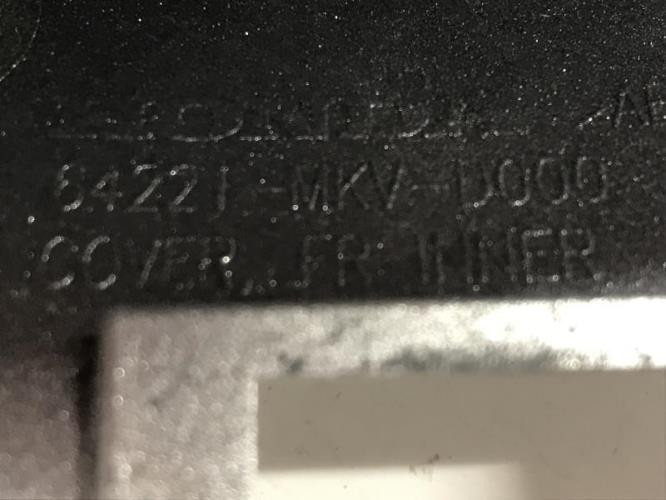 64221-MKV-D000
COVER, FR INNER